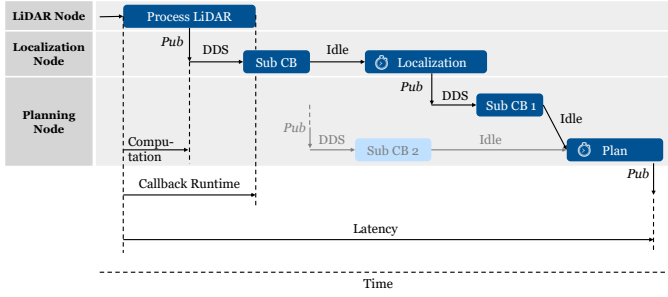 LiDAR Node
Process LiDAR
Pub
Localization
Node
DDS
Sub CB
Idle
Localization
Pub
DDS
Sub CB 1
Idle
Planning
Node
Pub
DDS
Sub CB 2
Idle
Plan
Pub
Compu-
tation
Callback Runtime
Latency
Time